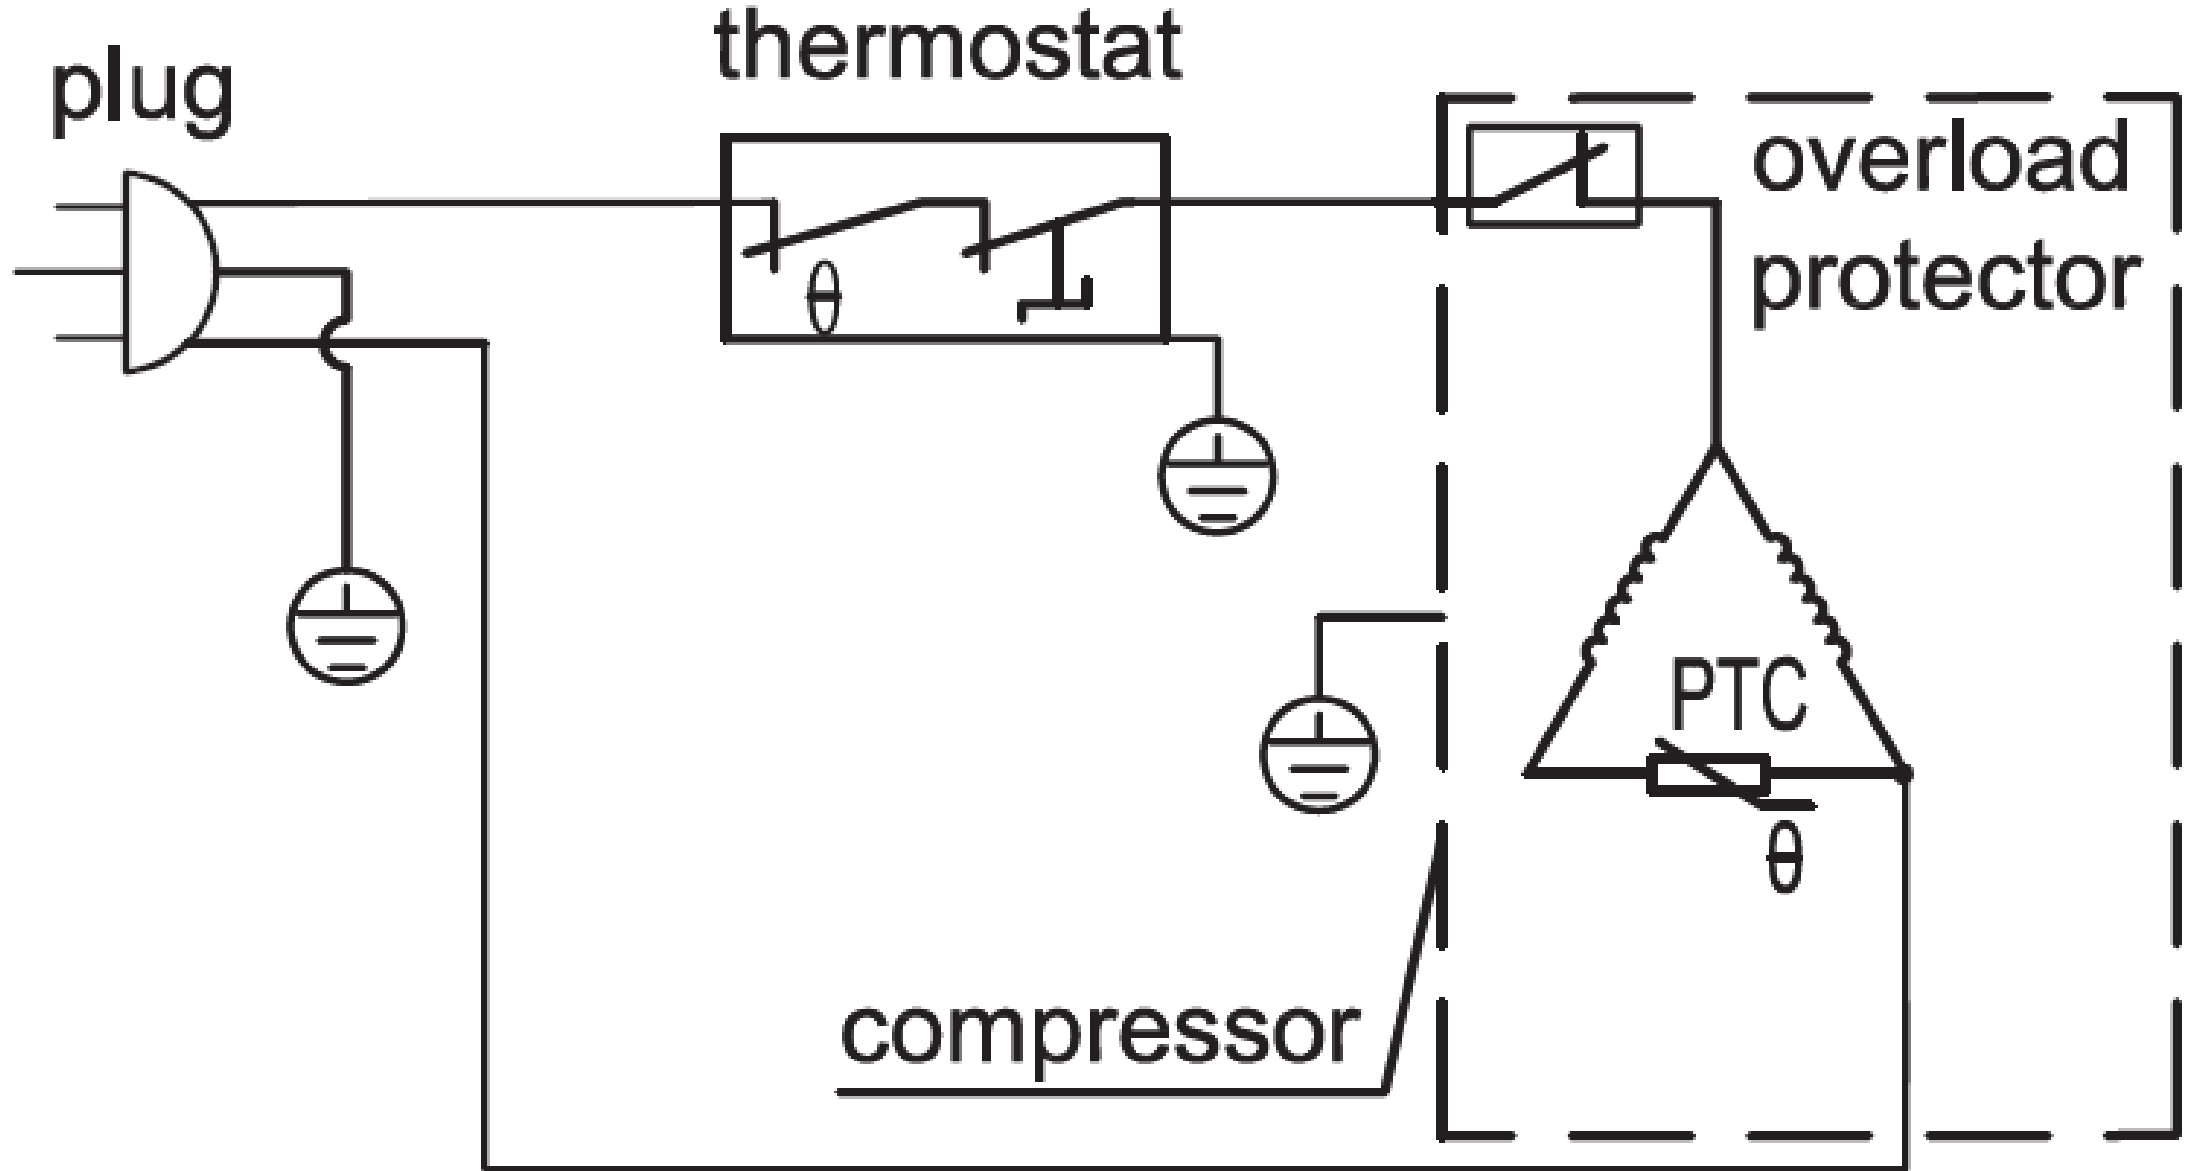 thermostat
plug
overload
protector
θ
PTC
θ
compressor